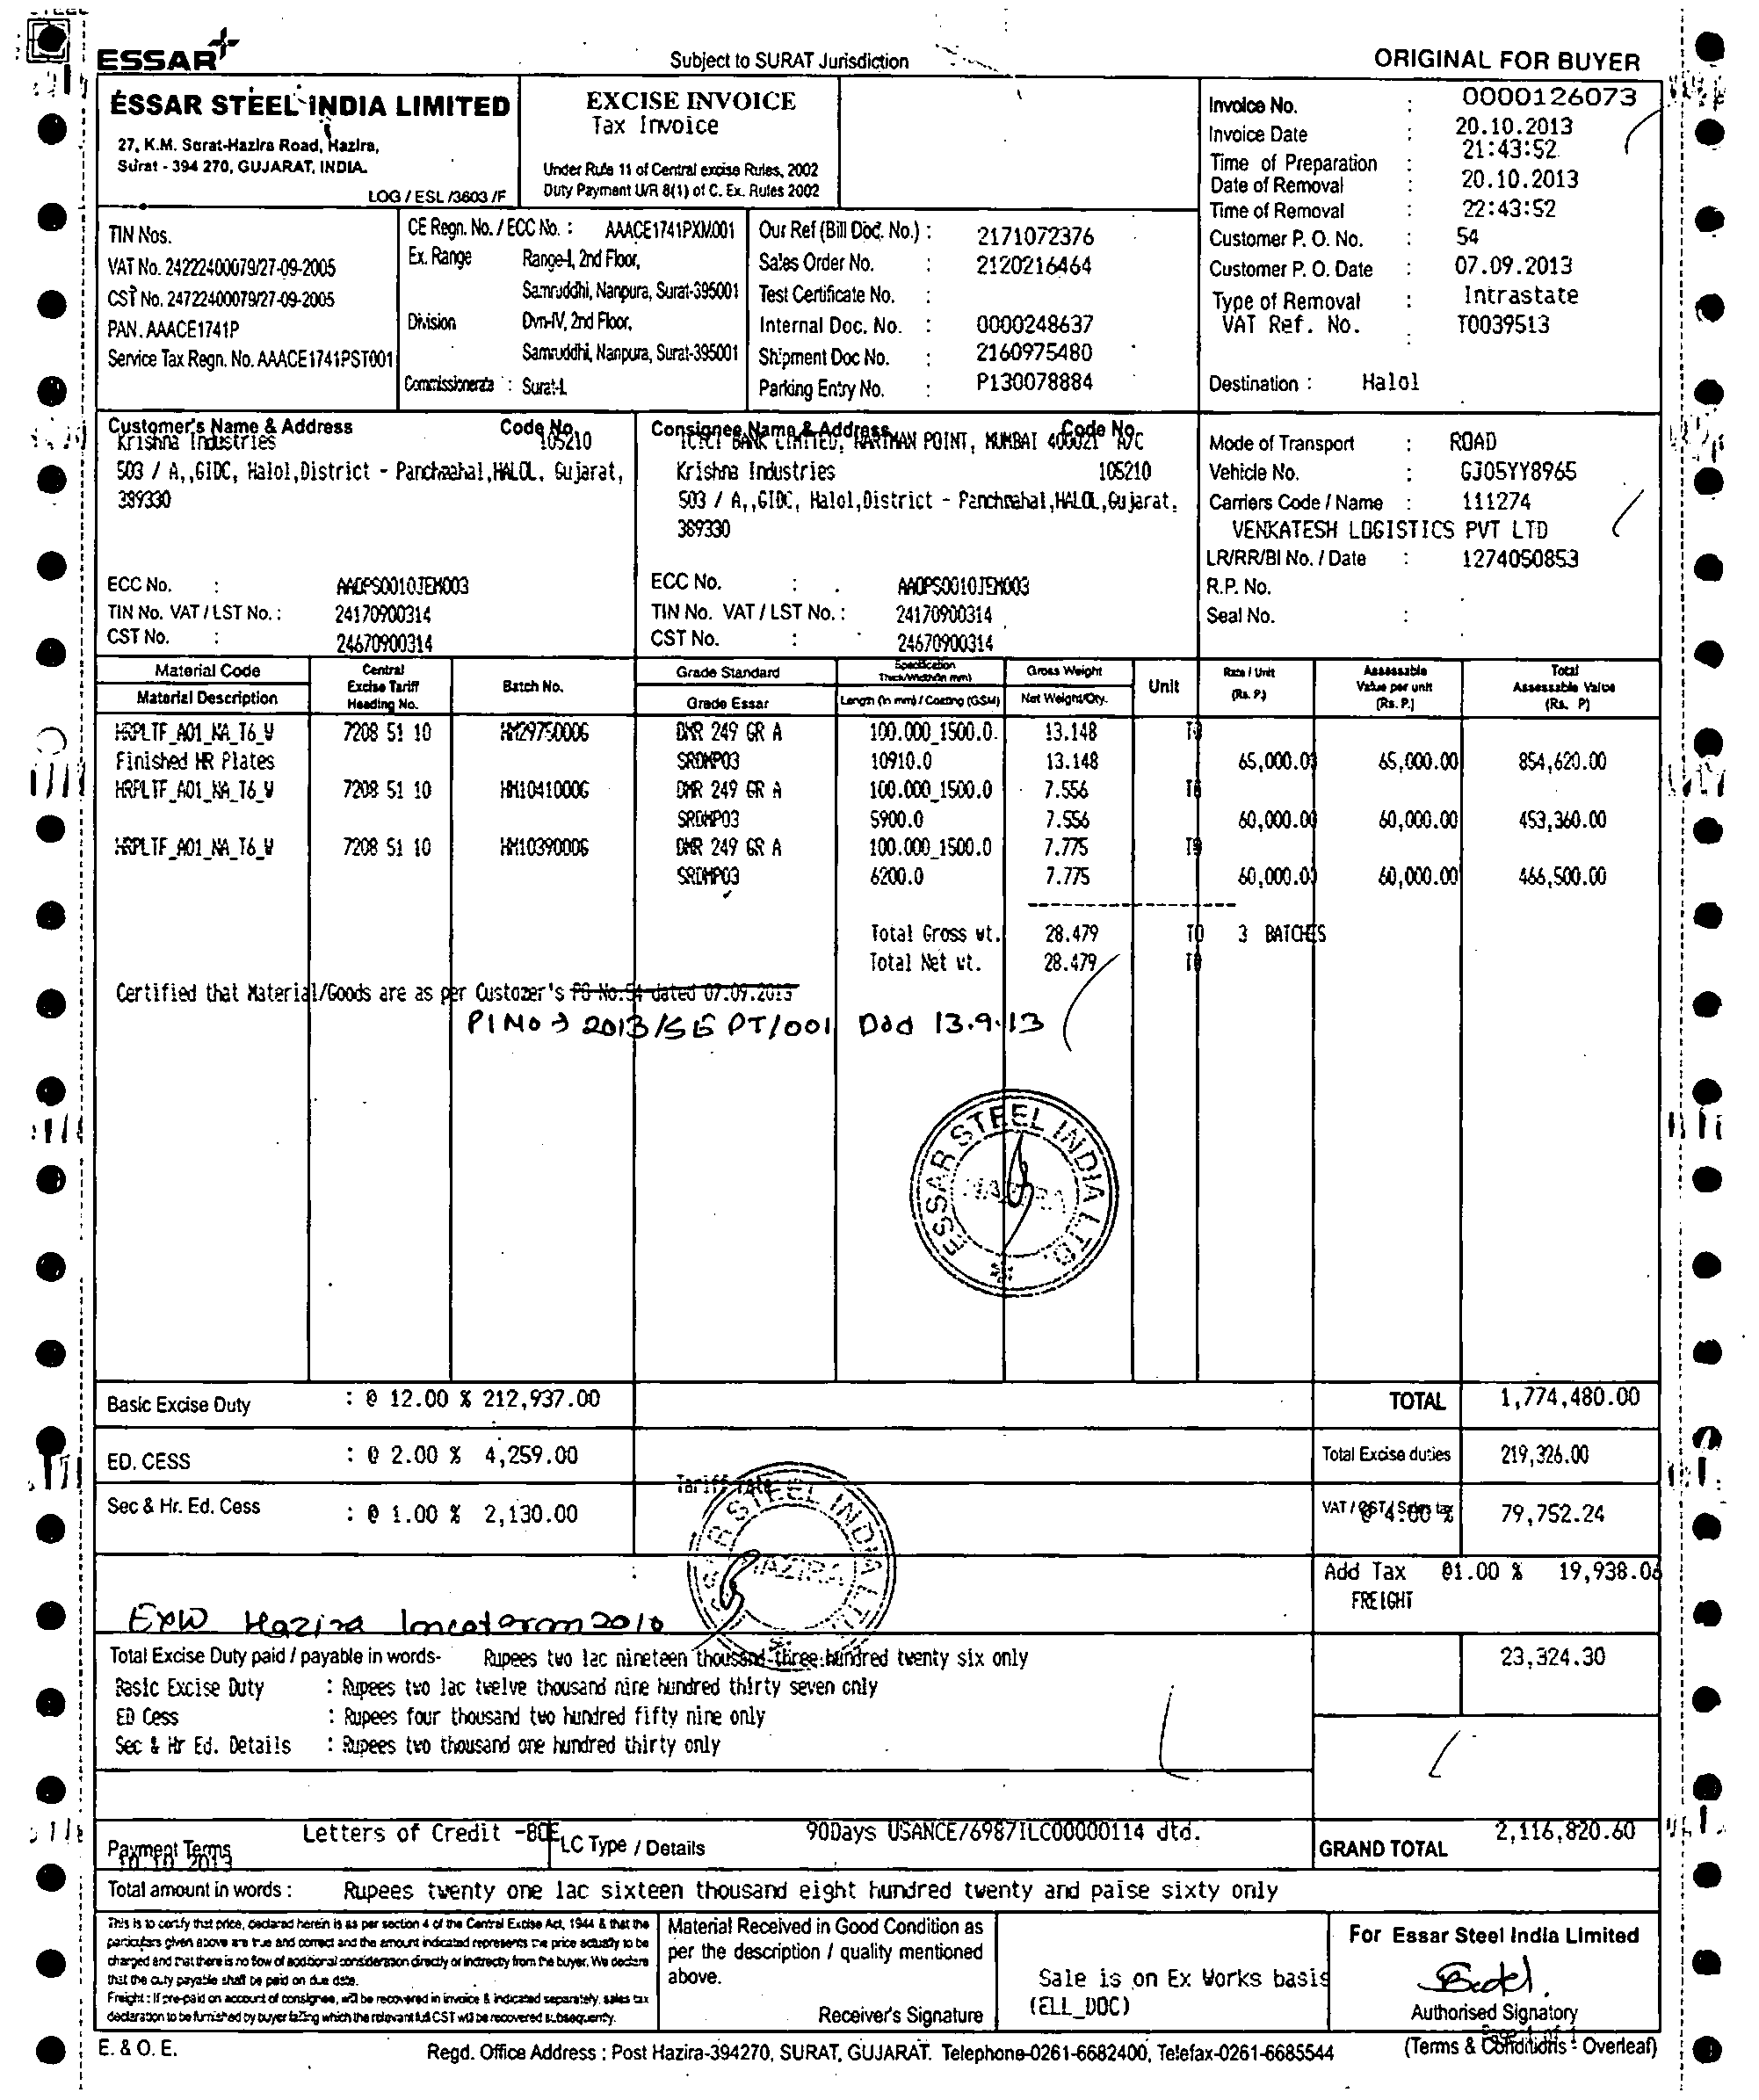 ESSAR
Subject to SURAT Jurisdiction
ORIGINAL FOR BUYER
ESSAR STEEL INDIA LIMITED
27, K.M. Surat-Hazira Road, Hazira,
Surat - 394 270, GUJARAT, INDIA.
LOG / ESL /3603 /F
EXCISE INVOICE
Tax Invoice
Under Rule 11 of Central excise Rules, 2002
Duty Payment U/R 8(1) of C. Ex. Rules 2002
Invoice No. : 0000126073
Invoice Date : 20.10.2013
Time of Preparation : 21:43:52
Date of Removal : 20.10.2013
Time of Removal : 22:43:52
Customer P. O. No. : 54
Customer P. O. Date : 07.09.2013
Type of Removal : Intrastate
VAT Ref. No. : T0039513
Destination : Halol
TIN Nos.
VAT No. 24222400079/27-09-2005
CST No. 24722400079/27-09-2005
PAN. AAACE1741P
Service Tax Regn. No. AAACE1741PST001
CE Regn. No. / ECC No. : AAACE1741PXM001
Ex. Range Range-I, 2nd Floor,
Samruddhi, Nanpura, Surat-395001
Division Dvn-IV, 2nd Floor,
Samruddhi, Nanpura, Surat-395001
Commissionerate : Surat-I.
Our Ref (Bill Doc. No.) : 2171072376
Sales Order No. : 2120216464
Test Certificate No. :
Internal Doc. No. : 0000248637
Shipment Doc No. : 2160975480
Parking Entry No. : P130078884
Customer's Name & Address Code No.
Krishna Industries 105210
503 / A,,GIDC, Halol,District - Panchmahal,HALOL, Gujarat,
389330
ECC No. : AAOPS0010JEM003
TIN No. VAT / LST No. : 24170900314
CST No. : 24670900314
Consignee Name & Address Code No.
ICICI BANK LIMITED, NARIMAN POINT, MUMBAI 400021 A/C
Krishna Industries 105210
503 / A,,GIDC, Halol,District - Panchmahal,HALOL,Gujarat,
389330
ECC No. : AAOPS0010JEM003
TIN No. VAT / LST No. : 24170900314
CST No. : 24670900314
Mode of Transport : ROAD
Vehicle No. : GJ05YY8965
Carriers Code / Name : 111274
VENKATESH LOGISTICS PVT LTD
LR/RR/Bl No. / Date : 1274050853
R.P. No.
Seal No. :
Material Code
Material Description
Central Excise Tariff Heading No.
Batch No.
Grade Standard
Grade Essar
Specification Thick/Width(in mm)
Length (in mm) / Coating (GSM)
Gross Weight
Net Weight/Qty.
Unit
Rate / Unit (Rs. P.)
Assessable Value per unit (Rs. P.)
Total Assessable Value (Rs. P)
HRPLTF_A01_NA_T6_W 7208 51 10 HM29750006 DMR 249 GR A 100.000_1500.0 13.148 TO
Finished HR Plates SRDMP03 10910.0 13.148 65,000.00 65,000.00 854,620.00
HRPLTF_A01_NA_T6_W 7208 51 10 HM1041000G DMR 249 GR A 100.000_1500.0 7.556 TO
SRDMP03 5900.0 7.556 60,000.00 60,000.00 453,360.00
HRPLTF_A01_NA_T6_W 7208 51 10 HM1039000G DMR 249 GR A 100.000_1500.0 7.775 TO
SRDMP03 6200.0 7.775 60,000.00 60,000.00 466,500.00
Total Gross wt. 28.479 TO 3 BATCHES
Total Net wt. 28.479 TO
Certified that Material/Goods are as per Customer's PO No.54 dated 07.09.2013
PI No → 2013/SE PT/001 Dtd 13.9.13
ESSAR STEEL INDIA LTD.
HAZIRA
Basic Excise Duty : @ 12.00 % 212,937.00
TOTAL 1,774,480.00
ED. CESS : @ 2.00 % 4,259.00
Total Excise duties 219,326.00
Tariff rate
Sec & Hr. Ed. Cess : @ 1.00 % 2,130.00
VAT / CST / Sales tax @ 4.00 % 79,752.24
Add Tax @1.00 % 19,938.06
FREIGHT
HAZIRA
EXW Hazira Incoterm 2010
Total Excise Duty paid / payable in words- Rupees two lac nineteen thousand three hundred twenty six only
23,324.30
Basic Excise Duty : Rupees two lac twelve thousand nine hundred thirty seven only
ED Cess : Rupees four thousand two hundred fifty nine only
Sec & Hr Ed. Details : Rupees two thousand one hundred thirty only
Payment Terms Letters of Credit -BOE LC Type / Details 90Days USANCE/6987ILC00000114 dtd.
10.10.2013
GRAND TOTAL 2,116,820.60
Total amount in words : Rupees twenty one lac sixteen thousand eight hundred twenty and paise sixty only
This is to certify that price, declared herein is as per section 4 of the Central Excise Act, 1944 & that the
particulars given above are true and correct and the amount indicated represents the price actually to be
charged and that there is no flow of additional consideration directly or indirectly from the buyer. We declare
that the duty payable shall be paid on due date.
Freight : If pre-paid on account of consignee, will be recovered in invoice & indicated separately, sales tax
declaration to be furnished by buyer failing which the relevant full CST will be recovered subsequently.
Material Received in Good Condition as
per the description / quality mentioned
above.
Receiver's Signature
Sale is on Ex Works basis
(ELL_DOC)
For Essar Steel India Limited
Authorised Signatory
Page 1 of 1
E. & O. E.
Regd. Office Address : Post Hazira-394270, SURAT, GUJARAT. Telephone-0261-6682400, Telefax-0261-6685544
(Terms & Conditions - Overleaf)